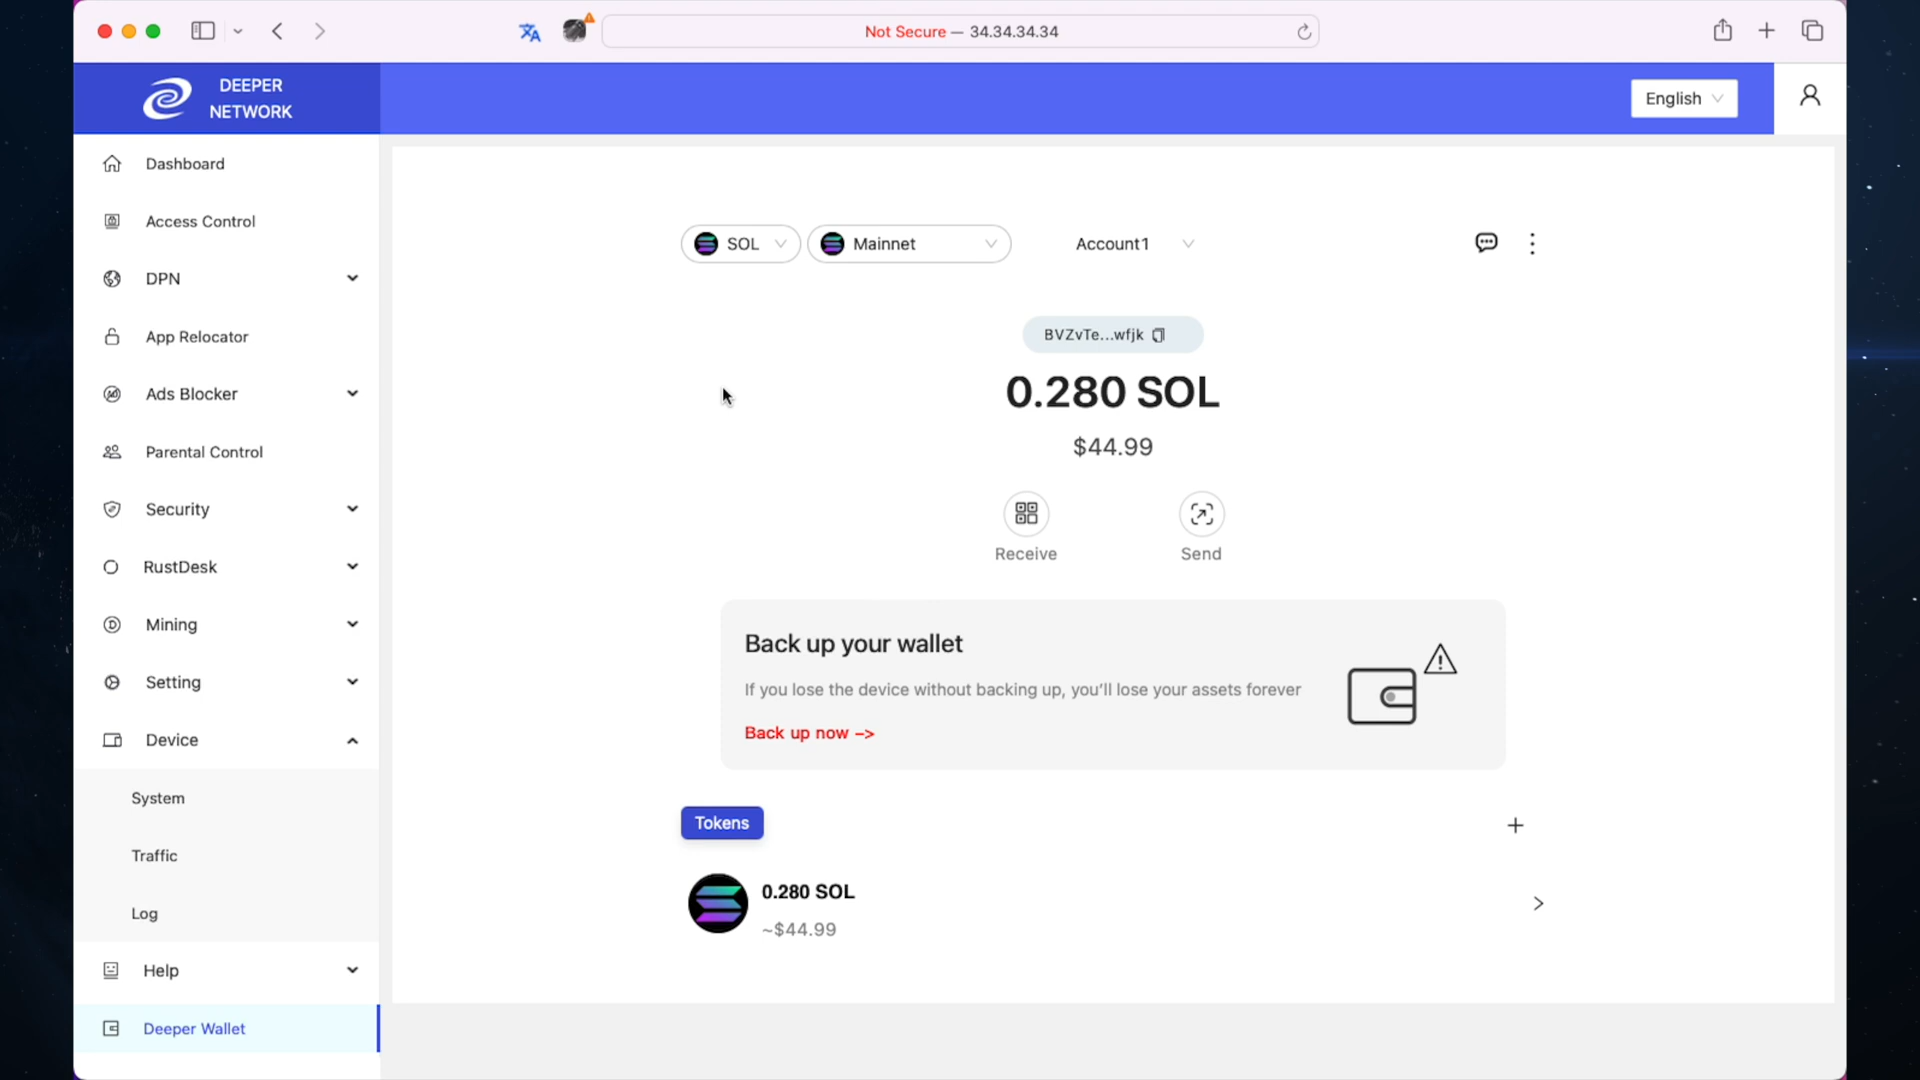 Not Secure — 34.34.34.34
DEEPER
NETWORK
English
Dashboard
Access Control
DPN
App Relocator
Ads Blocker
Parental Control
Security
RustDesk
Mining
Setting
Device
System
Traffic
Log
Help
Deeper Wallet
SOL
Mainnet
Account1
BVZvTe...wfjk
0.280 SOL
$44.99
Receive
Send
Back up your wallet
If you lose the device without backing up, you'll lose your assets forever
Back up now –>
Tokens
0.280 SOL
~$44.99